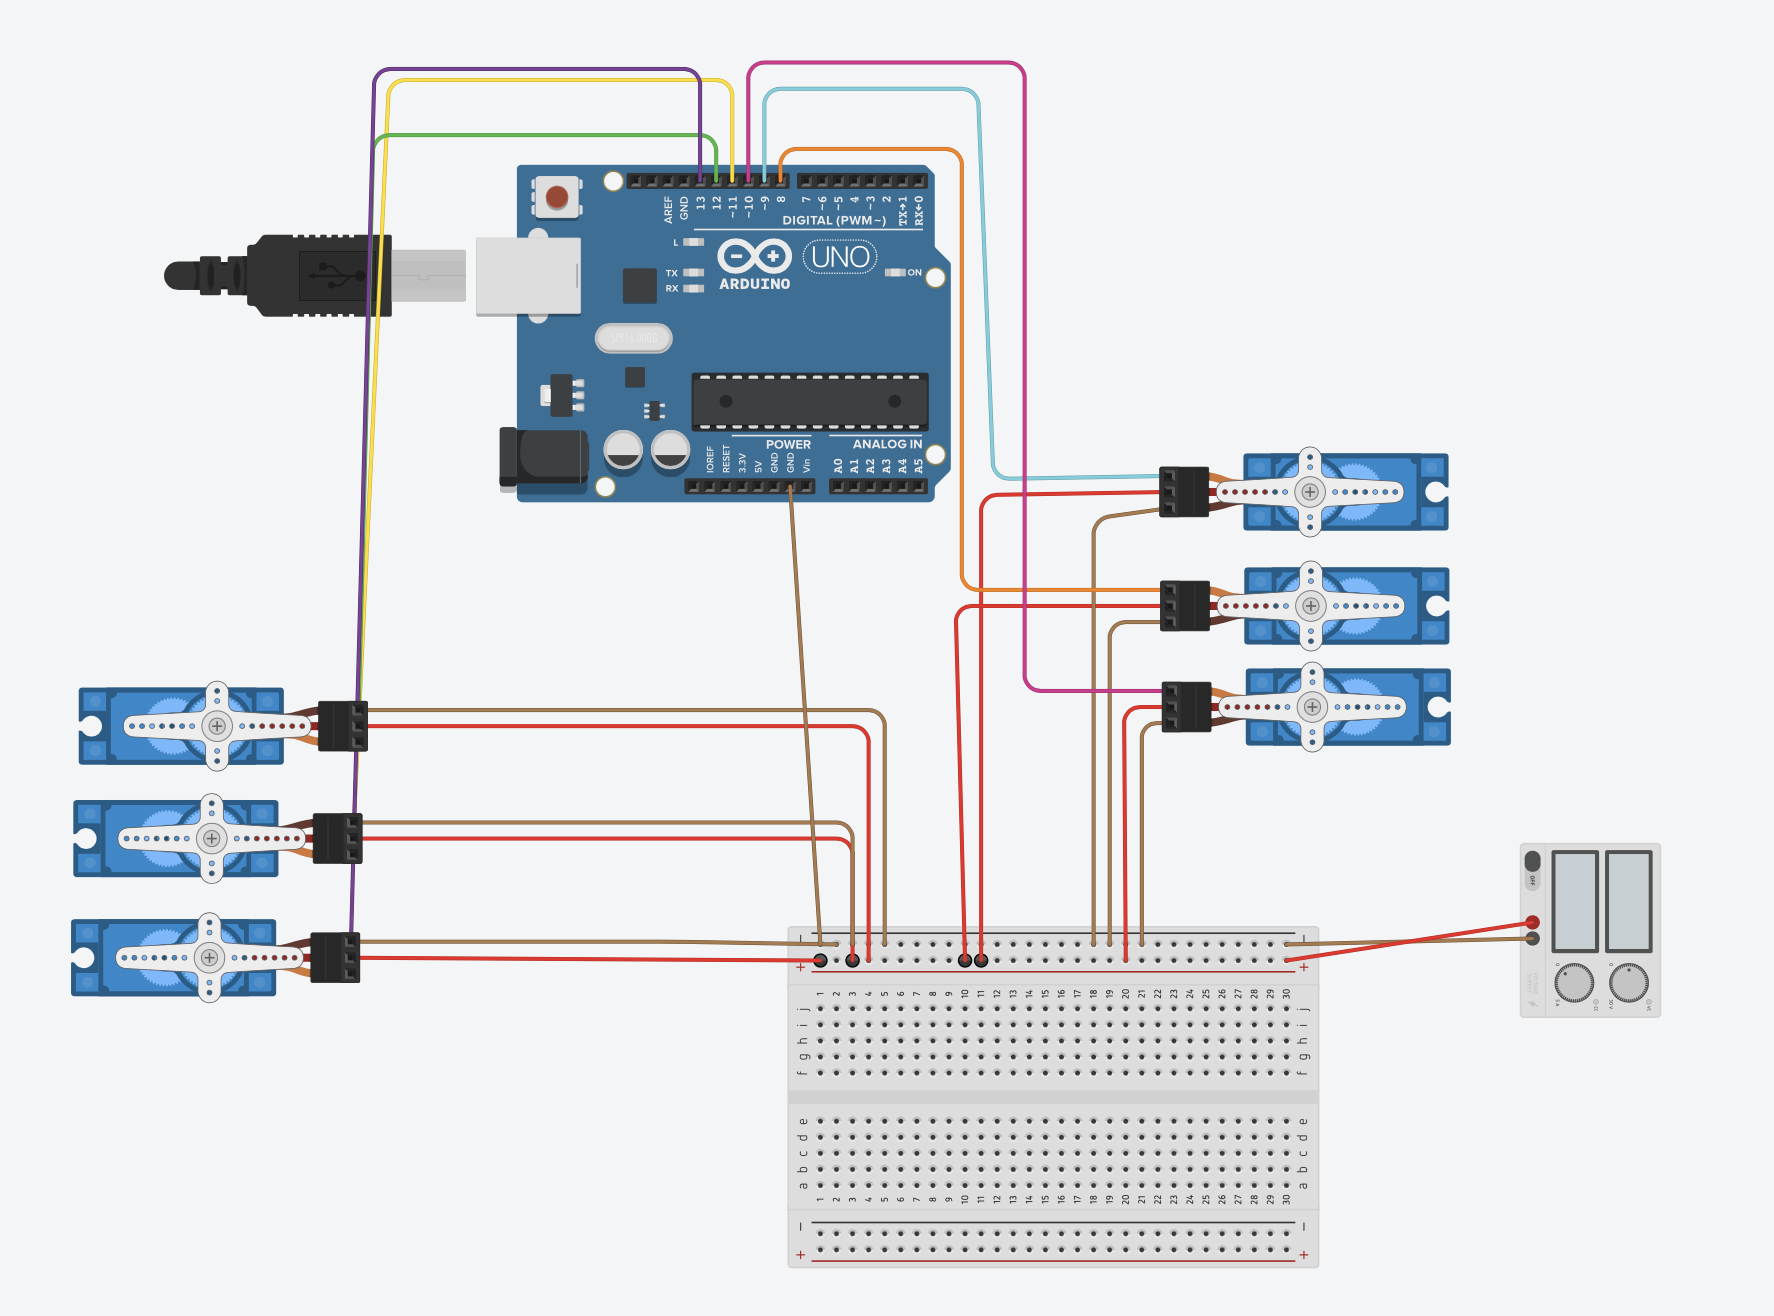 AREF GND 13 12 ~11 ~10 ~9 8 7 ~6 ~5 ~4 ~3 2 TX→1 RX←0
DIGITAL (PWM~)
L
TX
RX
UNO
ON
ARDUINO
POWER ANALOG IN
IOREF RESET 3.3V 5V GND GND Vin A0 A1 A2 A3 A4 A5
OFF
− −
+ +
1 2 3 4 5 6 7 8 9 10 11 12 13 14 15 16 17 18 19 20 21 22 23 24 25 26 27 28 29 30
j j
i i
h h
g g
f f
e e
d d
c c
b b
a a
1 2 3 4 5 6 7 8 9 10 11 12 13 14 15 16 17 18 19 20 21 22 23 24 25 26 27 28 29 30
− −
+ +